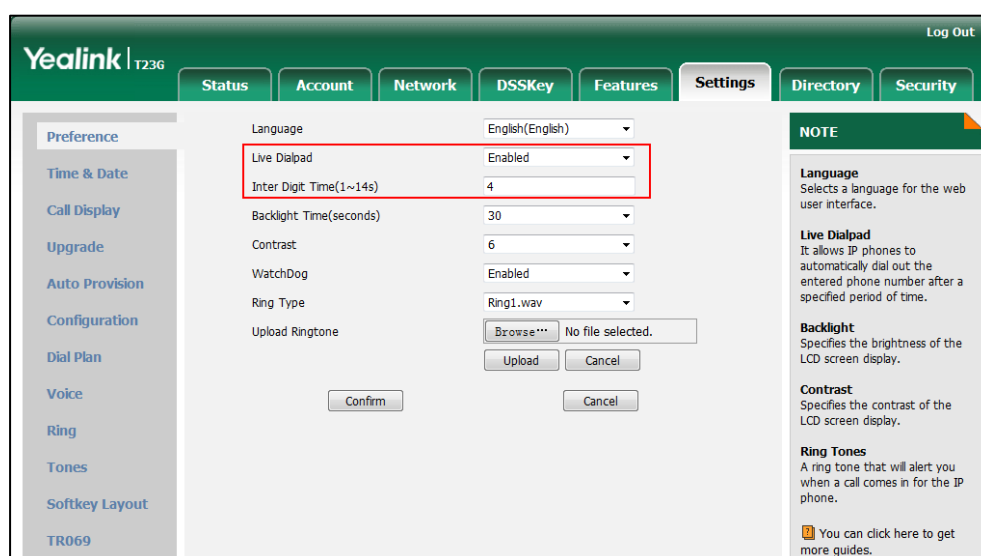 Log Out
Yealink T23G
Status Account Network DSSKey Features Settings Directory Security
Preference
Time & Date
Call Display
Upgrade
Auto Provision
Configuration
Dial Plan
Voice
Ring
Tones
Softkey Layout
TR069
Language English(English)
Live Dialpad Enabled
Inter Digit Time(1~14s) 4
Backlight Time(seconds) 30
Contrast 6
WatchDog Enabled
Ring Type Ring1.wav
Upload Ringtone Browse... No file selected.
Upload Cancel
Confirm Cancel
NOTE
Language
Selects a language for the web
user interface.
Live Dialpad
It allows IP phones to
automatically dial out the
entered phone number after a
specified period of time.
Backlight
Specifies the brightness of the
LCD screen display.
Contrast
Specifies the contrast of the
LCD screen display.
Ring Tones
A ring tone that will alert you
when a call comes in for the IP
phone.
You can click here to get
more guides.